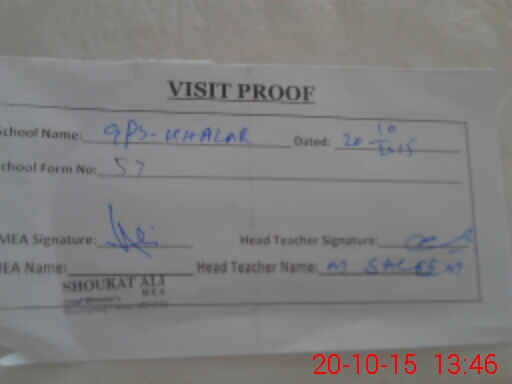 VISIT PROOF
School Name: GPS-KHALAR Dated: 20 10 2015
School Form No: 57
MEA Signature: Ali Head Teacher Signature:
MEA Name: Head Teacher Name: M SALEEM
SHOUKAT ALI
MEA
20-10-15 13:46